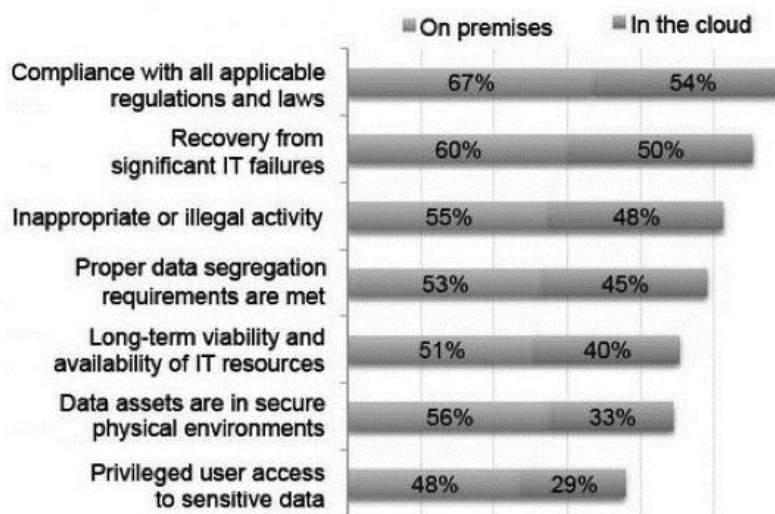 On premises In the cloud
Compliance with all applicable
regulations and laws
67% 54%
Recovery from
significant IT failures
60% 50%
Inappropriate or illegal activity
55% 48%
Proper data segregation
requirements are met
53% 45%
Long-term viability and
availability of IT resources
51% 40%
Data assets are in secure
physical environments
56% 33%
Privileged user access
to sensitive data
48% 29%